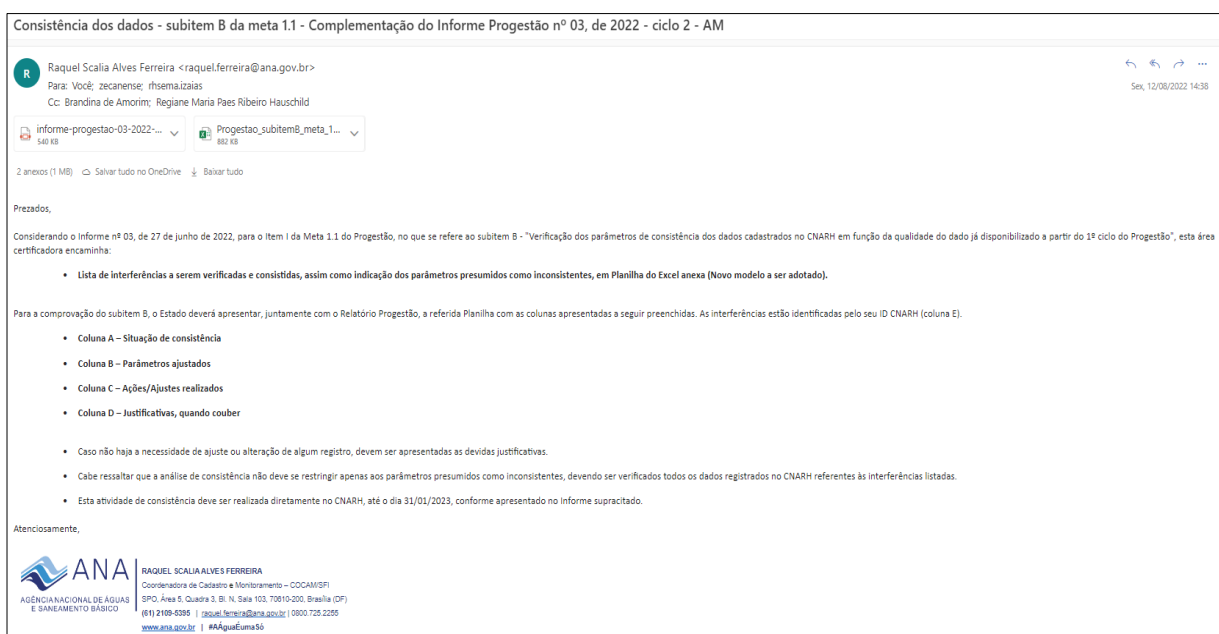 Consistência dos dados - subitem B da meta 1.1 - Complementação do Informe Progestão nº 03, de 2022 - ciclo 2 - AM
R
Raquel Scalia Alves Ferreira <raquel.ferreira@ana.gov.br>
Para: Você; zecanense; rhsema.izaias
Cc: Brandina de Amorim; Regiane Maria Paes Ribeiro Hauschild
Sex, 12/08/2022 14:38
informe-progestao-03-2022-...
540 KB
Progestao_subitemB_meta_1...
882 KB
2 anexos (1 MB) Salvar tudo no OneDrive Baixar tudo
Prezados,
Considerando o Informe nº 03, de 27 de junho de 2022, para o Item I da Meta 1.1 do Progestão, no que se refere ao subitem B - "Verificação dos parâmetros de consistência dos dados cadastrados no CNARH em função da qualidade do dado já disponibilizado a partir do 1º ciclo do Progestão", esta área
certificadora encaminha:
• Lista de interferências a serem verificadas e consistidas, assim como indicação dos parâmetros presumidos como inconsistentes, em Planilha do Excel anexa (Novo modelo a ser adotado).
Para a comprovação do subitem B, o Estado deverá apresentar, juntamente com o Relatório Progestão, a referida Planilha com as colunas apresentadas a seguir preenchidas. As interferências estão identificadas pelo seu ID CNARH (coluna E).
• Coluna A – Situação de consistência
• Coluna B – Parâmetros ajustados
• Coluna C – Ações/Ajustes realizados
• Coluna D – Justificativas, quando couber
• Caso não haja a necessidade de ajuste ou alteração de algum registro, devem ser apresentadas as devidas justificativas.
• Cabe ressaltar que a análise de consistência não deve se restringir apenas aos parâmetros presumidos como inconsistentes, devendo ser verificados todos os dados registrados no CNARH referentes às interferências listadas.
• Esta atividade de consistência deve ser realizada diretamente no CNARH, até o dia 31/01/2023, conforme apresentado no Informe supracitado.
Atenciosamente,
ANA
AGÊNCIA NACIONAL DE ÁGUAS
E SANEAMENTO BÁSICO
RAQUEL SCALIA ALVES FERREIRA
Coordenadora de Cadastro e Monitoramento – COCAM/SFI
SPO, Área 5, Quadra 3, Bl. N, Sala 103, 70610-200, Brasília (DF)
(61) 2109-5395 | raquel.ferreira@ana.gov.br | 0800.725.2255
www.ana.gov.br | #AÁguaÉumaSó